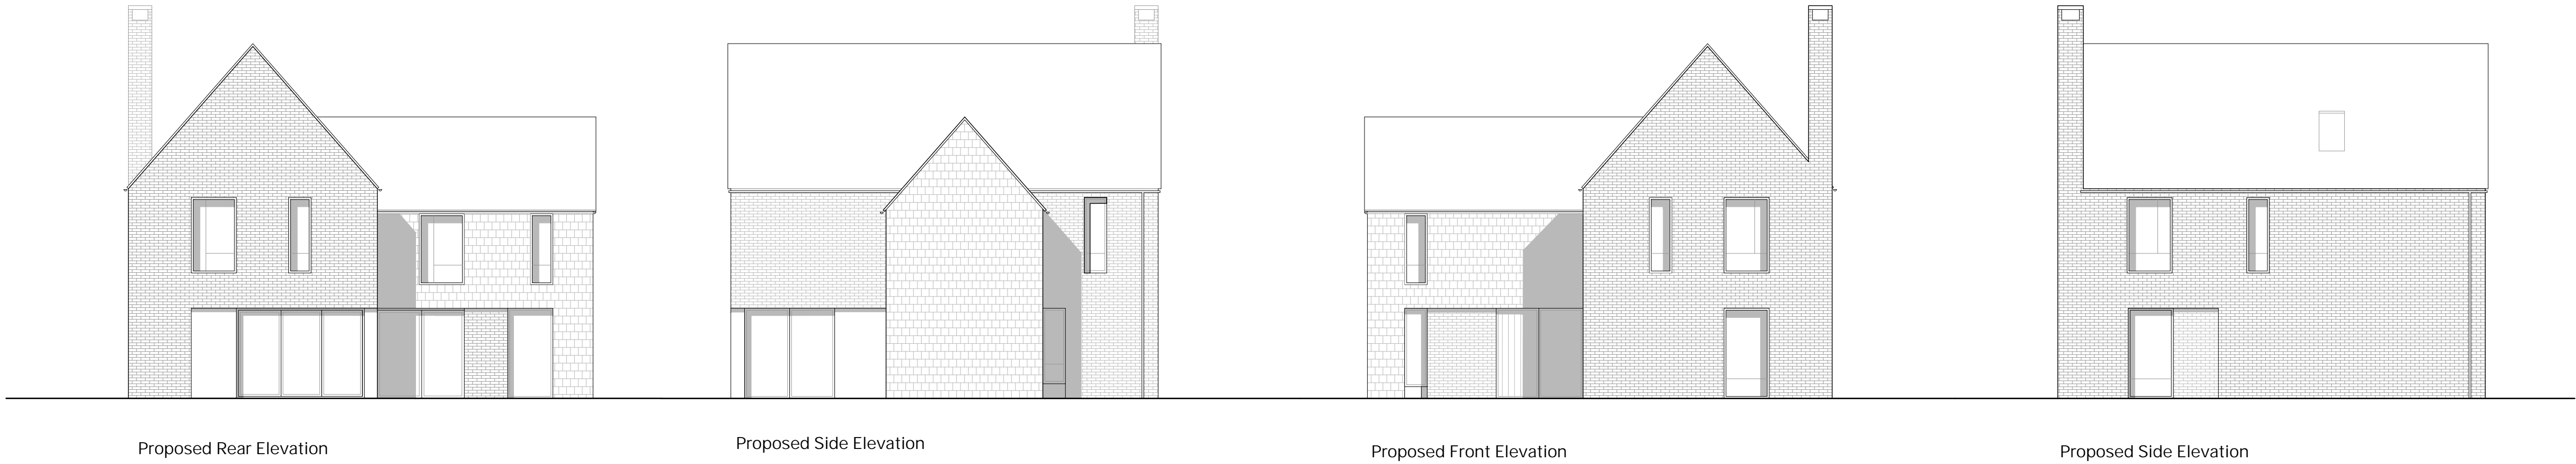 Proposed Rear Elevation
Proposed Side Elevation
Proposed Front Elevation
Proposed Side Elevation